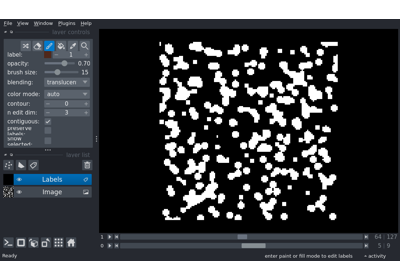 File View Window Plugins Help
layer controls
label: 1
opacity: 0.70
brush size: 15
blending: translucen
color mode: auto
contour: 0
n edit dim: 3
contiguous:
preserve labels:
show selected:
layer list
Labels
Image
1 64 127
0 5 9
Ready enter paint or fill mode to edit labels activity